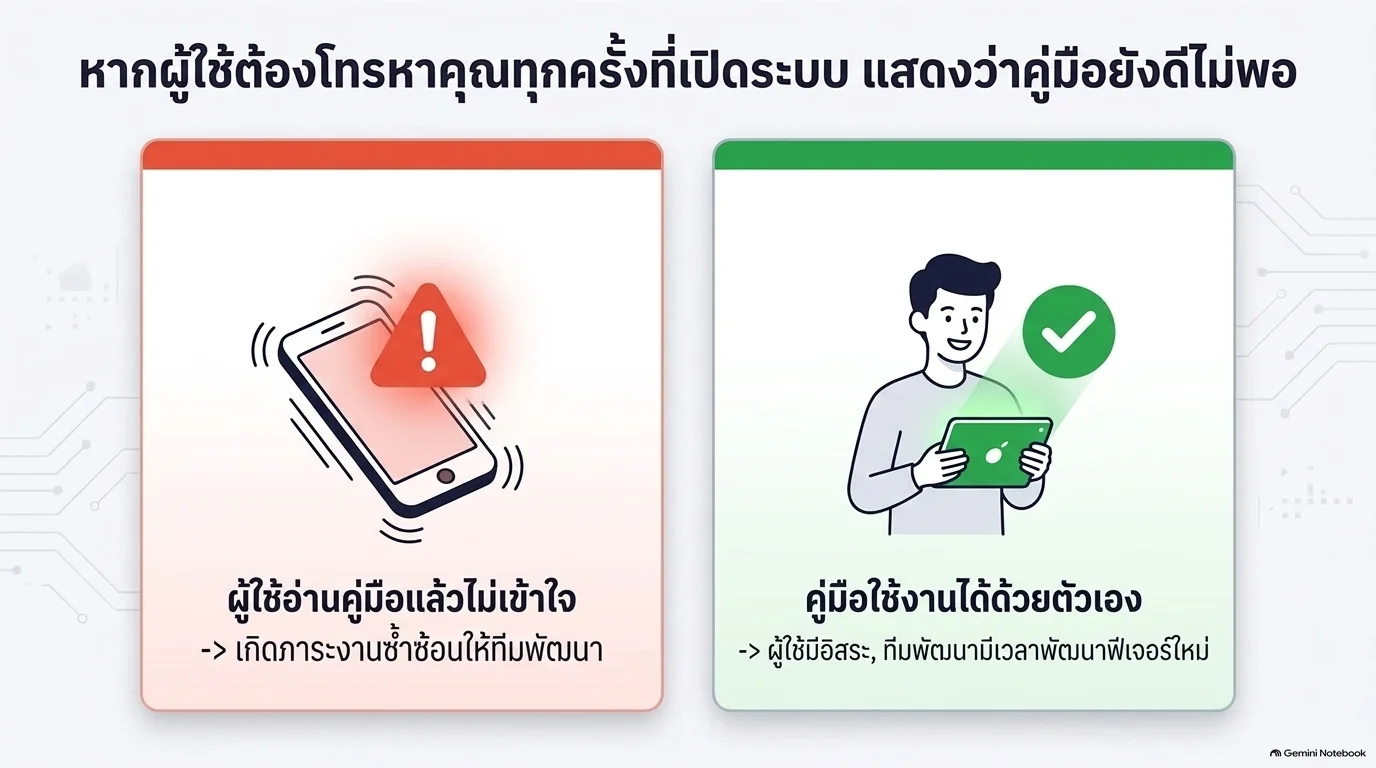 หากผู้ใช้ต้องโทรหาคุณทุกครั้งที่เปิดระบบ แสดงว่าคู่มือยังดีไม่พอ
ผู้ใช้อ่านคู่มือแล้วไม่เข้าใจ
-> เกิดภาระงานซ้ำซ้อนให้ทีมพัฒนา
คู่มือใช้งานได้ด้วยตัวเอง
-> ผู้ใช้มีอิสระ, ทีมพัฒนามีเวลาพัฒนาฟีเจอร์ใหม่
Gemini Notebook